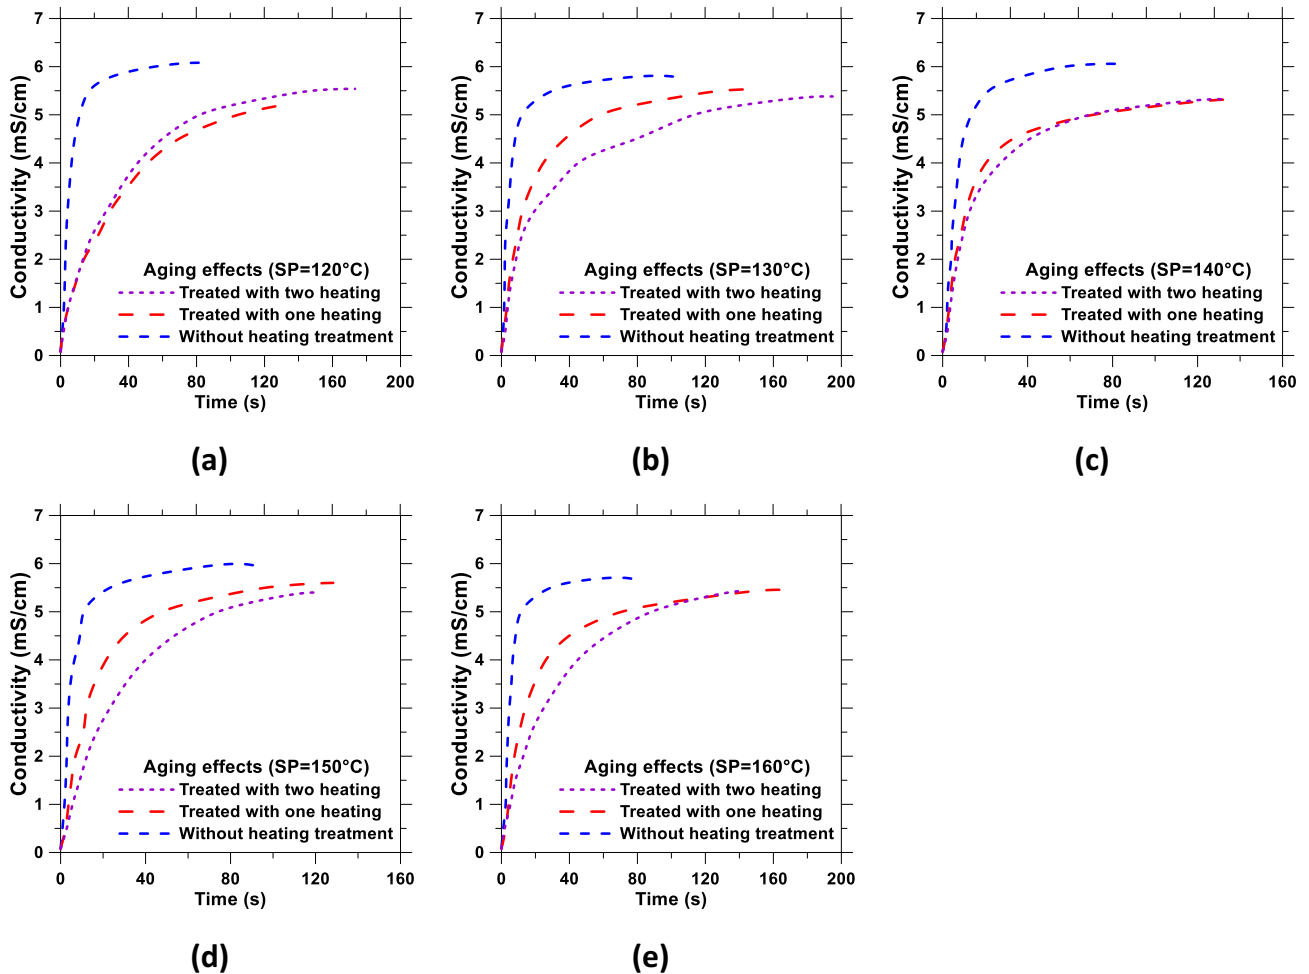 7
6
5
4
3
2
1
0
Conductivity (mS/cm)
Aging effects (SP=120°C)
Treated with two heating
Treated with one heating
Without heating treatment
0 40 80 120 160 200
Time (s)
(a)
7
6
5
4
3
2
1
0
Conductivity (mS/cm)
Aging effects (SP=130°C)
Treated with two heating
Treated with one heating
Without heating treatment
0 40 80 120 160 200
Time (s)
(b)
7
6
5
4
3
2
1
0
Conductivity (mS/cm)
Aging effects (SP=140°C)
Treated with two heating
Treated with one heating
Without heating treatment
0 40 80 120 160
Time (s)
(c)
7
6
5
4
3
2
1
0
Conductivity (mS/cm)
Aging effects (SP=150°C)
Treated with two heating
Treated with one heating
Without heating treatment
0 40 80 120 160
Time (s)
(d)
7
6
5
4
3
2
1
0
Conductivity (mS/cm)
Aging effects (SP=160°C)
Treated with two heating
Treated with one heating
Without heating treatment
0 40 80 120 160 200
Time (s)
(e)